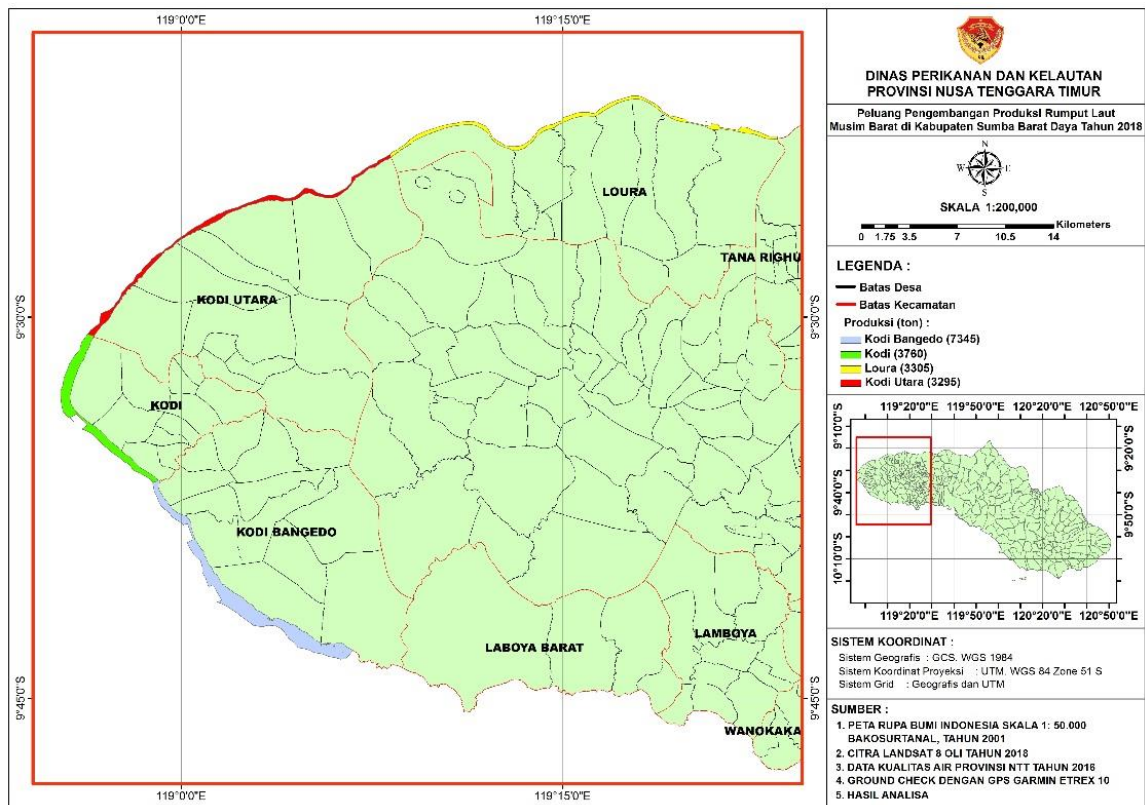 119°0'0"E
119°15'0"E
9°30'0"S
9°45'0"S
LOURA
TANA RIGHU
KODI UTARA
KODI
KODI BANGEDO
LABOYA BARAT
LAMBOYA
WANOKAKA
9°30'0"S
9°45'0"S
119°0'0"E
119°15'0"E
DINAS PERIKANAN DAN KELAUTAN
PROVINSI NUSA TENGGARA TIMUR
Peluang Pengembangan Produksi Rumput Laut
Musim Barat di Kabupaten Sumba Barat Daya Tahun 2018
N
W E
S
SKALA 1:200,000
Kilometers
0 1.75 3.5 7 10.5 14
LEGENDA :
Batas Desa
Batas Kecamatan
Produksi (ton) :
Kodi Bangedo (7345)
Kodi (3760)
Loura (3305)
Kodi Utara (3295)
119°20'0"E 119°50'0"E 120°20'0"E 120°50'0"E
9°10'0"S
9°40'0"S
10°10'0"S
9°20'0"S
9°50'0"S
119°20'0"E 119°50'0"E 120°20'0"E 120°50'0"E
SISTEM KOORDINAT :
Sistem Geografis : GCS. WGS 1984
Sistem Koordinat Proyeksi : UTM. WGS 84 Zone 51 S
Sistem Grid : Geografis dan UTM
SUMBER :
1. PETA RUPA BUMI INDONESIA SKALA 1: 50.000
BAKOSURTANAL, TAHUN 2001
2. CITRA LANDSAT 8 OLI TAHUN 2018
3. DATA KUALITAS AIR PROVINSI NTT TAHUN 2016
4. GROUND CHECK DENGAN GPS GARMIN ETREX 10
5. HASIL ANALISA